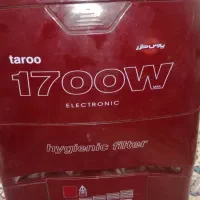 taroo
1700W
ELECTRONIC
hygienic filter